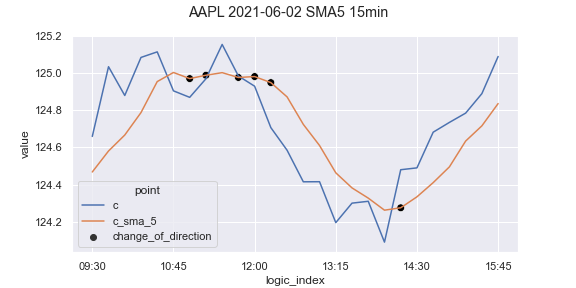 AAPL 2021-06-02 SMA5 15min
125.2
125.0
124.8
124.6
124.4
124.2
value
point
c
c_sma_5
change_of_direction
09:30 10:45 12:00 13:15 14:30 15:45
logic_index